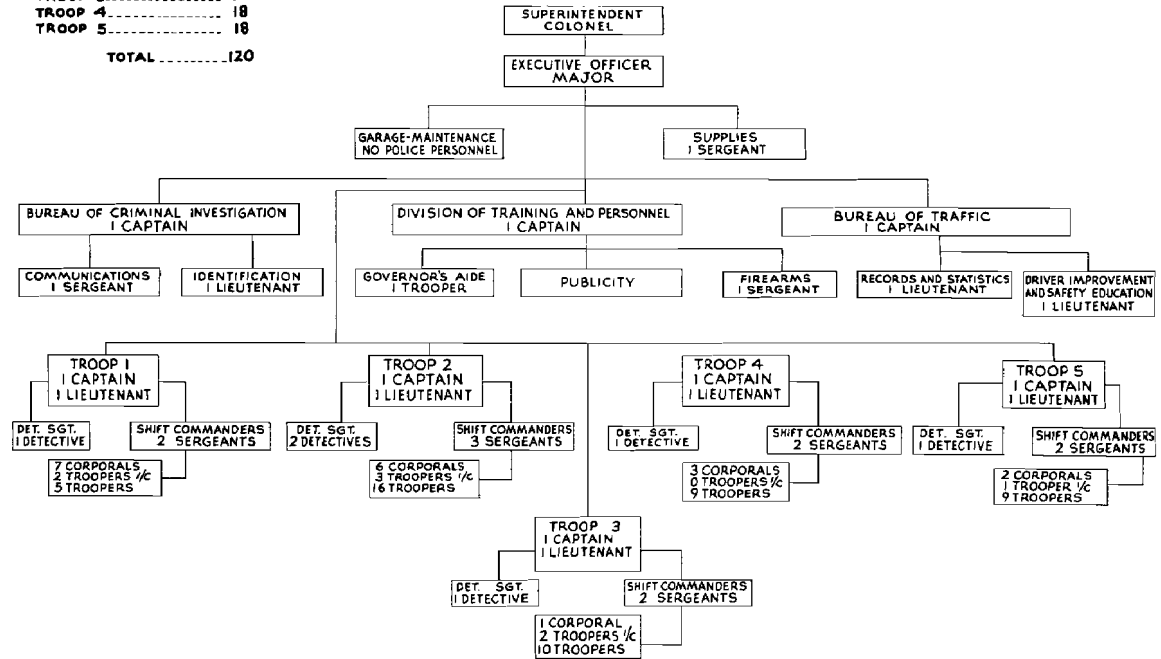 TROOP 4 18
TROOP 5 18
TOTAL 120
SUPERINTENDENT
COLONEL
EXECUTIVE OFFICER
MAJOR
GARAGE-MAINTENANCE
NO POLICE PERSONNEL
SUPPLIES
1 SERGEANT
BUREAU OF CRIMINAL INVESTIGATION
1 CAPTAIN
DIVISION OF TRAINING AND PERSONNEL
1 CAPTAIN
BUREAU OF TRAFFIC
1 CAPTAIN
COMMUNICATIONS
1 SERGEANT
IDENTIFICATION
1 LIEUTENANT
GOVERNOR'S AIDE
1 TROOPER
PUBLICITY
FIREARMS
1 SERGEANT
RECORDS AND STATISTICS
1 LIEUTENANT
DRIVER IMPROVEMENT
AND SAFETY EDUCATION
1 LIEUTENANT
TROOP 1
1 CAPTAIN
1 LIEUTENANT
DET. SGT.
1 DETECTIVE
SHIFT COMMANDERS
2 SERGEANTS
7 CORPORALS
2 TROOPERS 1/c
5 TROOPERS
TROOP 2
1 CAPTAIN
1 LIEUTENANT
DET. SGT.
2 DETECTIVES
SHIFT COMMANDERS
3 SERGEANTS
6 CORPORALS
3 TROOPERS 1/c
16 TROOPERS
TROOP 4
1 CAPTAIN
1 LIEUTENANT
DET. SGT.
1 DETECTIVE
SHIFT COMMANDERS
2 SERGEANTS
3 CORPORALS
0 TROOPERS 1/c
9 TROOPERS
TROOP 5
1 CAPTAIN
1 LIEUTENANT
DET. SGT.
1 DETECTIVE
SHIFT COMMANDERS
2 SERGEANTS
2 CORPORALS
1 TROOPER 1/c
9 TROOPERS
TROOP 3
1 CAPTAIN
1 LIEUTENANT
DET. SGT.
1 DETECTIVE
SHIFT COMMANDERS
2 SERGEANTS
1 CORPORAL
2 TROOPERS 1/c
10 TROOPERS